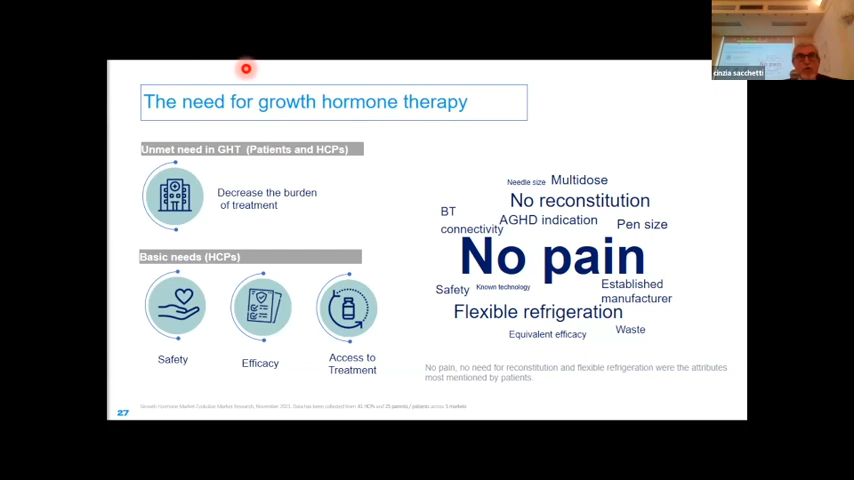 cinzia sacchetti
The need for growth hormone therapy
Unmet need in GHT (Patients and HCPs)
Decrease the burden
of treatment
Basic needs (HCPs)
Safety
Efficacy
Access to
Treatment
Needle size
Multidose
No reconstitution
BT
connectivity
AGHD indication
Pen size
No pain
Safety
Known technology
Established
manufacturer
Flexible refrigeration
Equivalent efficacy
Waste
No pain, no need for reconstitution and flexible refrigeration were the attributes
most mentioned by patients.
27